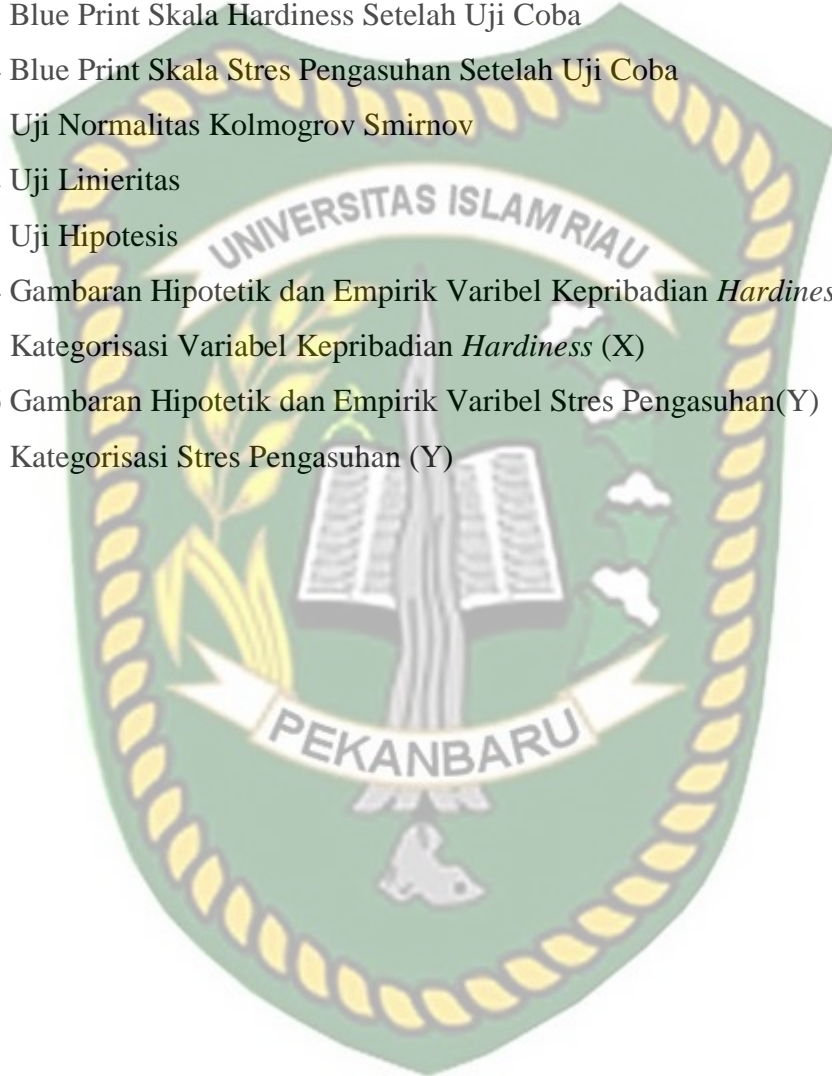 Blue Print Skala Hardiness Setelah Uji Coba
Blue Print Skala Stres Pengasuhan Setelah Uji Coba
Uji Normalitas Kolmogrov Smirnov
Uji Linieritas
Uji Hipotesis
Gambaran Hipotetik dan Empirik Varibel Kepribadian Hardines
Kategorisasi Variabel Kepribadian Hardiness (X)
Gambaran Hipotetik dan Empirik Varibel Stres Pengasuhan(Y)
Kategorisasi Stres Pengasuhan (Y)
UNIVERSITAS ISLAM RIAU
PEKANBARU